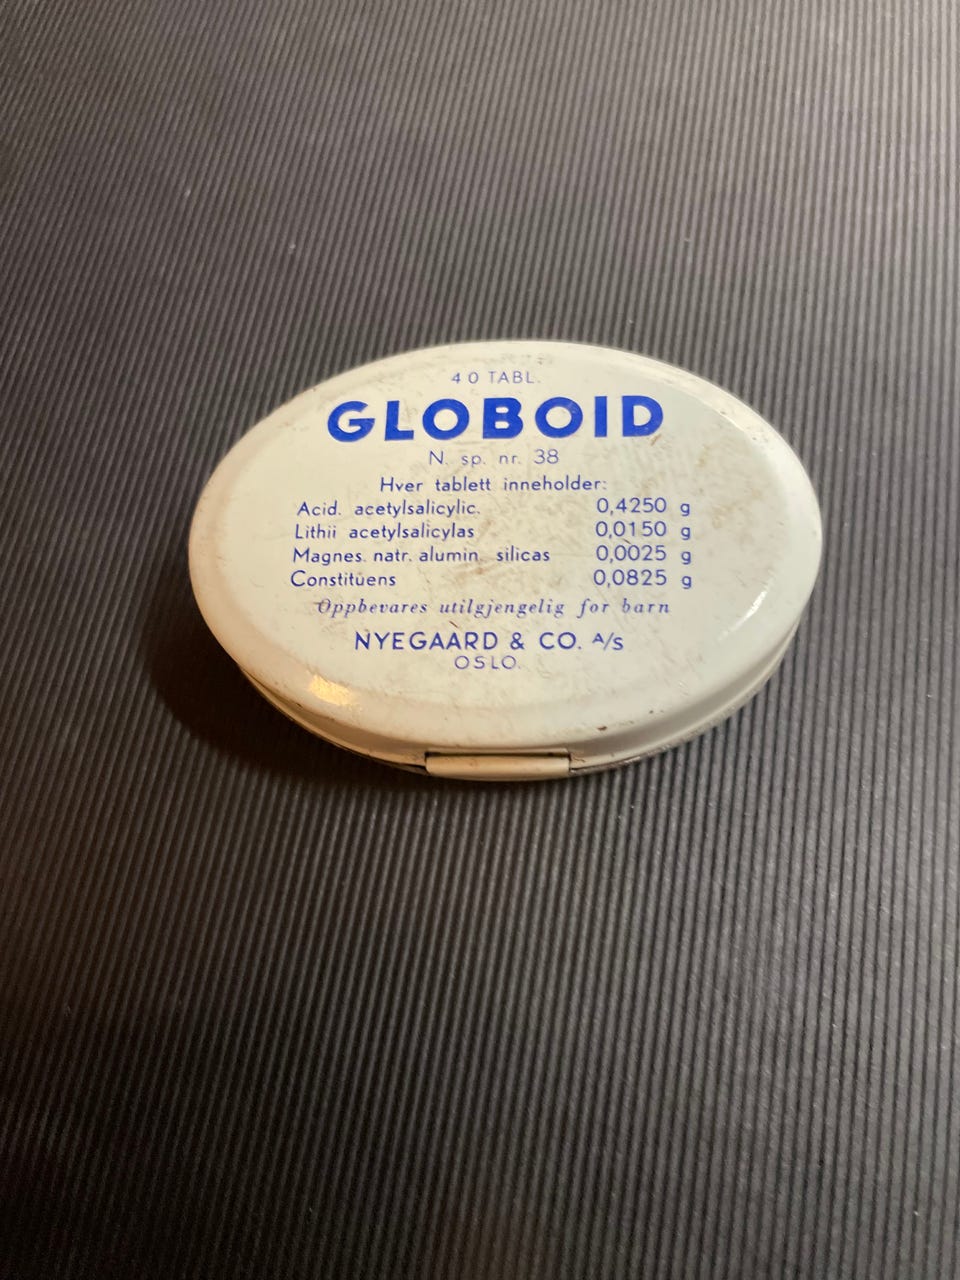 40 TABL.
GLOBOID
N. sp. nr. 38
Hver tablett inneholder:
Acid. acetylsalicylic. 0,4250 g
Lithii acetylsalicylas 0,0150 g
Magnes. natr. alumin. silicas 0,0025 g
Constituens 0,0825 g
Oppbevares utilgjengelig for barn
NYEGAARD & CO. A/S
OSLO.